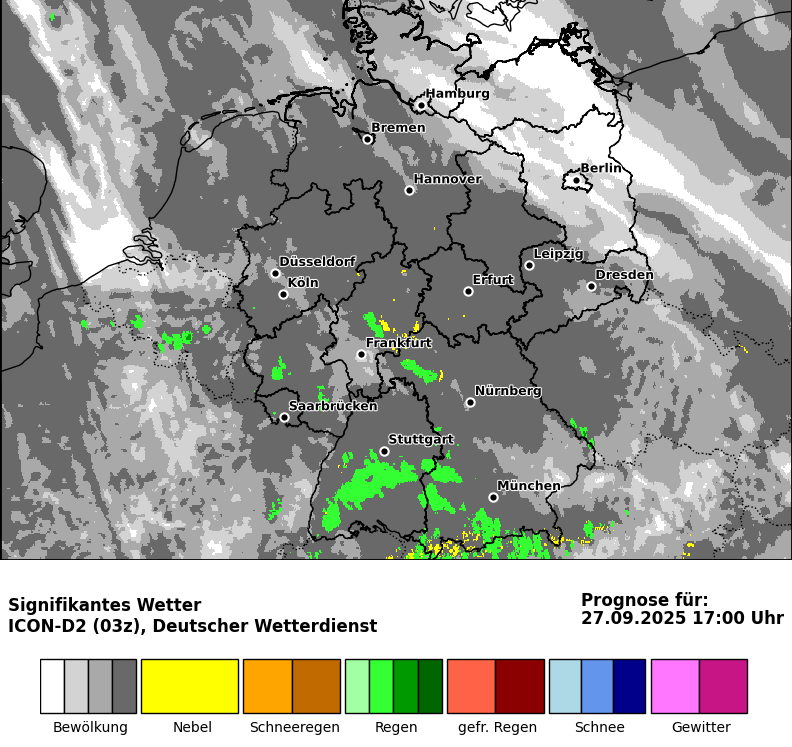 Hamburg
Bremen
Berlin
Hannover
Leipzig
Düsseldorf
Dresden
Köln
Erfurt
Frankfurt
Nürnberg
Saarbrücken
Stuttgart
München
Signifikantes Wetter
ICON-D2 (03z), Deutscher Wetterdienst
Prognose für:
27.09.2025 17:00 Uhr
Bewölkung
Nebel
Schneeregen
Regen
gefr. Regen
Schnee
Gewitter